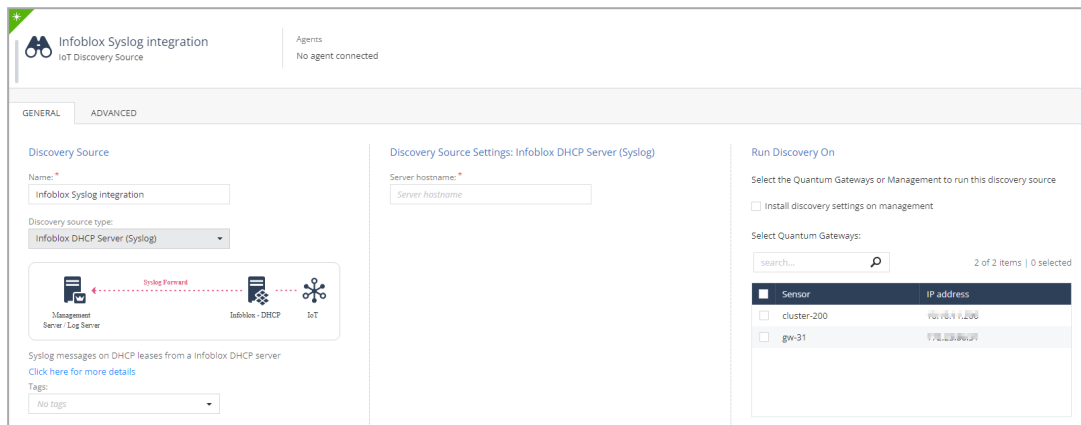 Infoblox Syslog integration
IoT Discovery Source
Agents
No agent connected
GENERAL
ADVANCED
Discovery Source
Name: *
Infoblox Syslog integration
Discovery source type:
Infoblox DHCP Server (Syslog)
Syslog Forward
Management
Server / Log Server
Infoblox - DHCP
IoT
Syslog messages on DHCP leases from a Infoblox DHCP server
Click here for more details
Tags:
No tags
Discovery Source Settings: Infoblox DHCP Server (Syslog)
Server hostname: *
Server hostname
Run Discovery On
Select the Quantum Gateways or Management to run this discovery source
Install discovery settings on management
Select Quantum Gateways:
search...
2 of 2 items | 0 selected
Sensor
IP address
cluster-200
gw-31